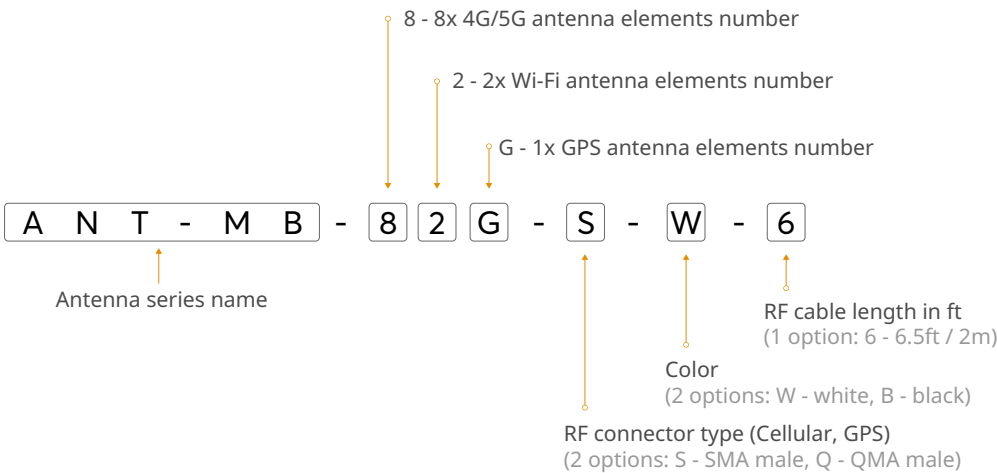 8 - 8x 4G/5G antenna elements number
2 - 2x Wi-Fi antenna elements number
G - 1x GPS antenna elements number
ANT-MB - 8 2 G - S - W - 6
Antenna series name
RF cable length in ft
(1 option: 6 - 6.5ft / 2m)
Color
(2 options: W - white, B - black)
RF connector type (Cellular, GPS)
(2 options: S - SMA male, Q - QMA male)